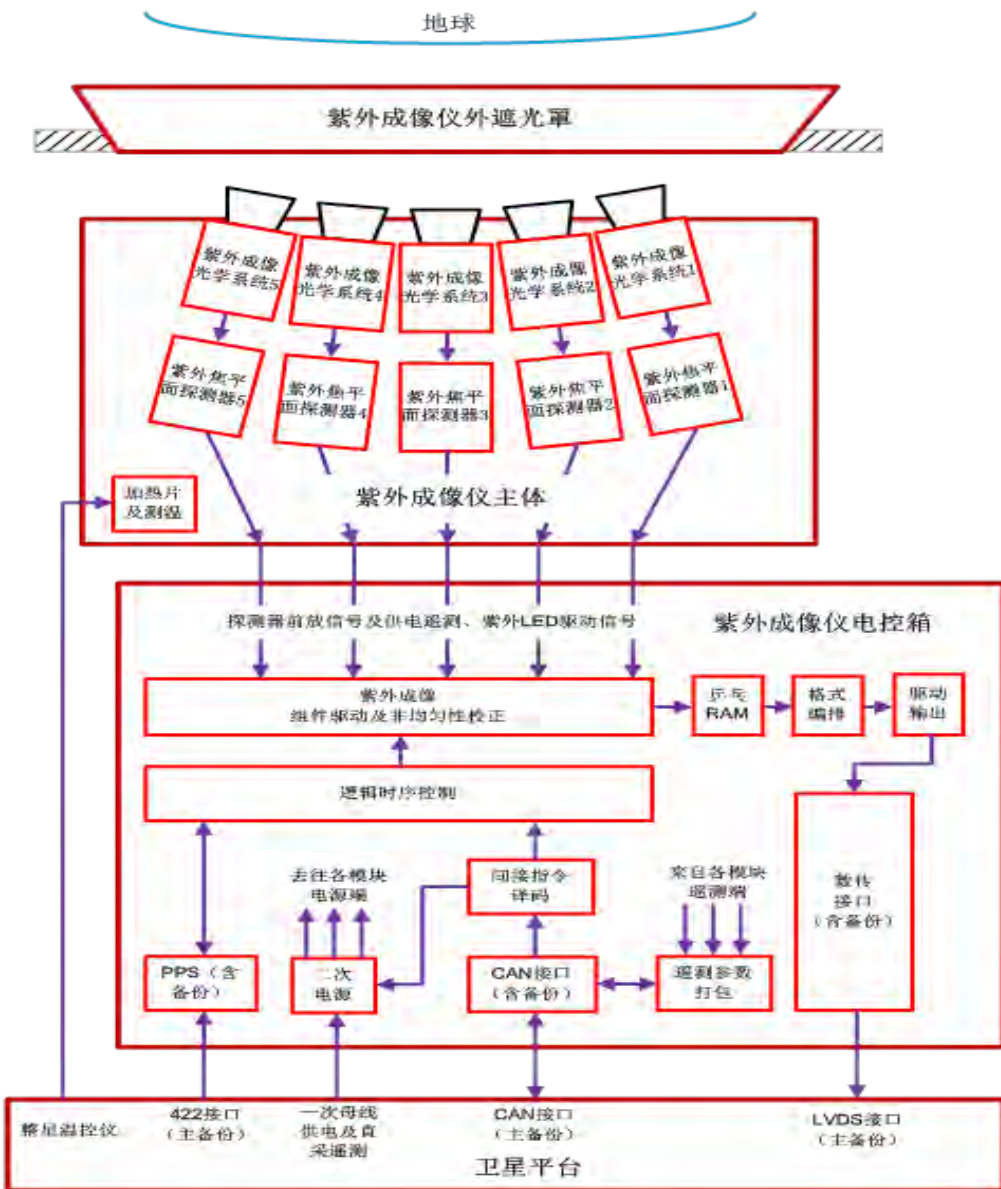 地球
紫外成像仪外遮光罩
紫外成像
光学系统5
紫外成像
光学系统4
紫外成像
光学系统3
紫外成像
光学系统2
紫外成像
光学系统1
紫外焦平
面探测器5
紫外焦平
面探测器4
紫外焦平
面探测器3
紫外焦平
面探测器2
紫外焦平
面探测器1
加热片
及测温
紫外成像仪主体
探测器前放信号及供电遥测、紫外LED驱动信号
紫外成像仪电控箱
紫外成像
组件驱动及非均匀性校正
乒乓
RAM
格式
编排
驱动
输出
逻辑时序控制
去往各模块
电源端
间接指令
译码
来自各模块
遥测端
数传
接口
(含备份)
PPS（含
备份）
二次
电源
CAN接口
（含备份）
遥测参数
打包
整星温控仪
422接口
（主备份）
一次母线
供电及直
采遥测
CAN接口
（主备份）
LVDS接口
（主备份）
卫星平台